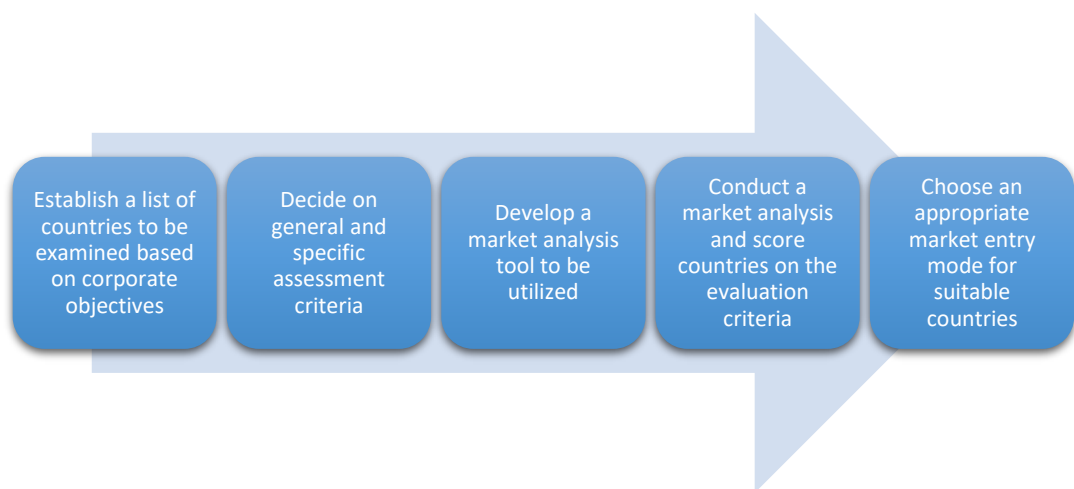 Establish a list of
countries to be
examined based
on corporate
objectives
Decide on
general and
specific
assessment
criteria
Develop a
market analysis
tool to be
utilized
Conduct a
market analysis
and score
countries on the
evaluation
criteria
Choose an
appropriate
market entry
mode for
suitable
countries